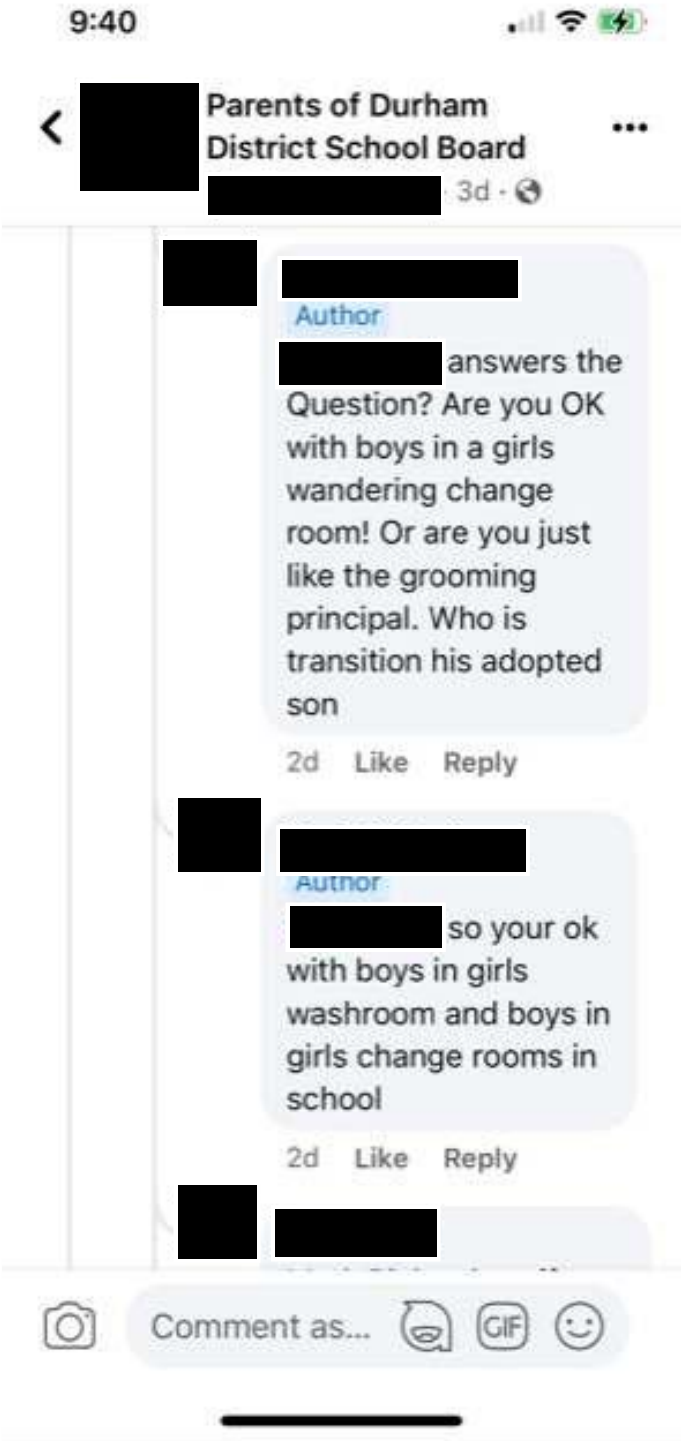 9:40
Parents of Durham
District School Board
3d ·
Author
answers the
Question? Are you OK
with boys in a girls
wandering change
room! Or are you just
like the grooming
principal. Who is
transition his adopted
son
2d Like Reply
Author
so your ok
with boys in girls
washroom and boys in
girls change rooms in
school
2d Like Reply
Comment as...
GIF